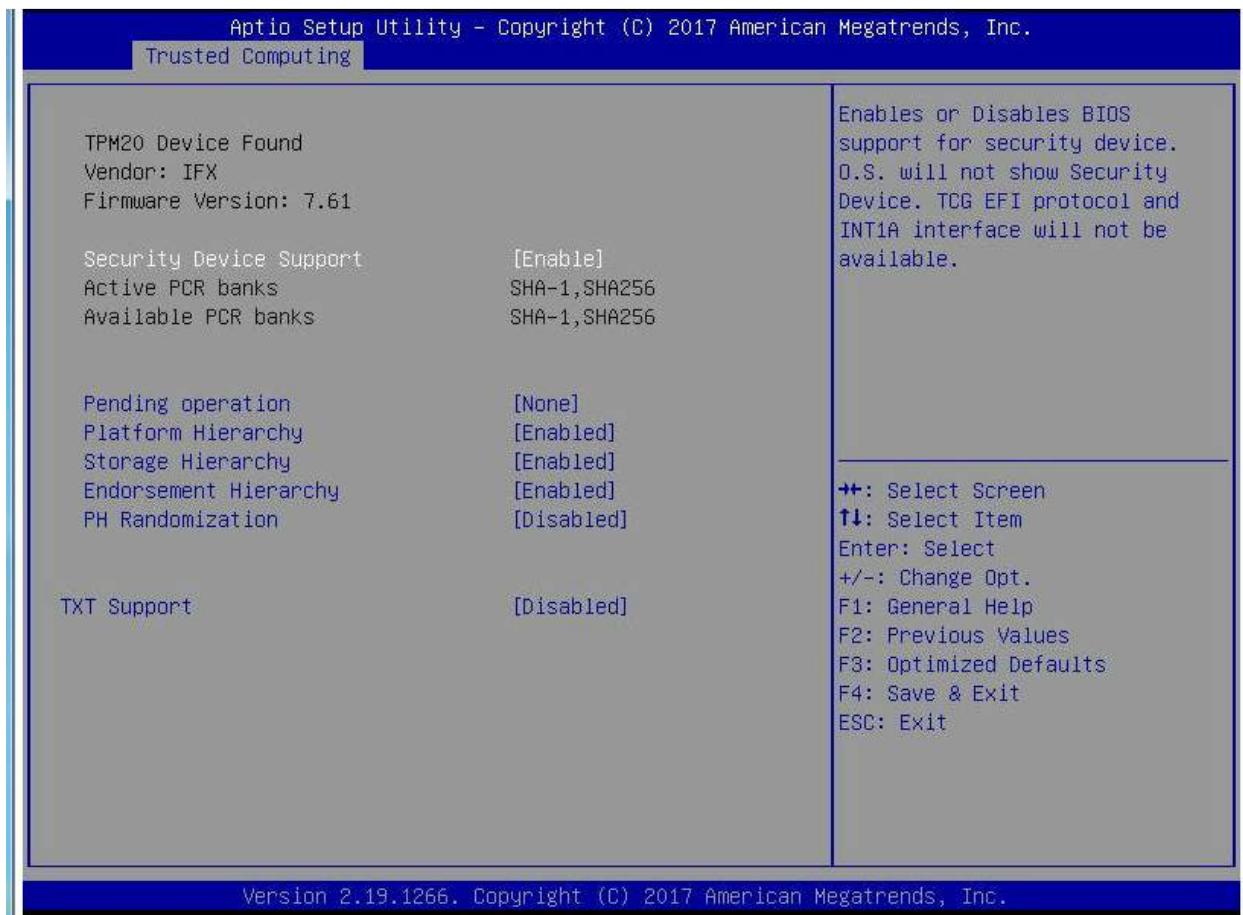 Aptio Setup Utility – Copyright (C) 2017 American Megatrends, Inc.
Trusted Computing
TPM20 Device Found
Vendor: IFX
Firmware Version: 7.61
Security Device Support [Enable]
Active PCR banks SHA-1,SHA256
Available PCR banks SHA-1,SHA256
Pending operation [None]
Platform Hierarchy [Enabled]
Storage Hierarchy [Enabled]
Endorsement Hierarchy [Enabled]
PH Randomization [Disabled]
TXT Support [Disabled]
Enables or Disables BIOS
support for security device.
O.S. will not show Security
Device. TCG EFI protocol and
INT1A interface will not be
available.
→←: Select Screen
↑↓: Select Item
Enter: Select
+/-: Change Opt.
F1: General Help
F2: Previous Values
F3: Optimized Defaults
F4: Save & Exit
ESC: Exit
Version 2.19.1266. Copyright (C) 2017 American Megatrends, Inc.